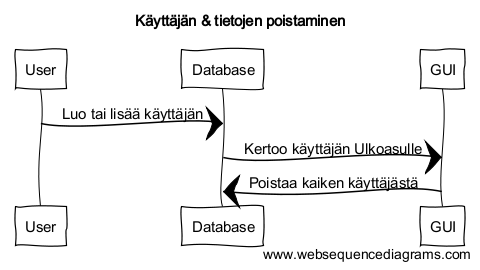 Käyttäjän & tietojen poistaminen
User
Database
GUI
Luo tai lisää käyttäjän
Kertoo käyttäjän Ulkoasulle
Poistaa kaiken käyttäjästä
User
Database
GUI
www.websequencediagrams.com